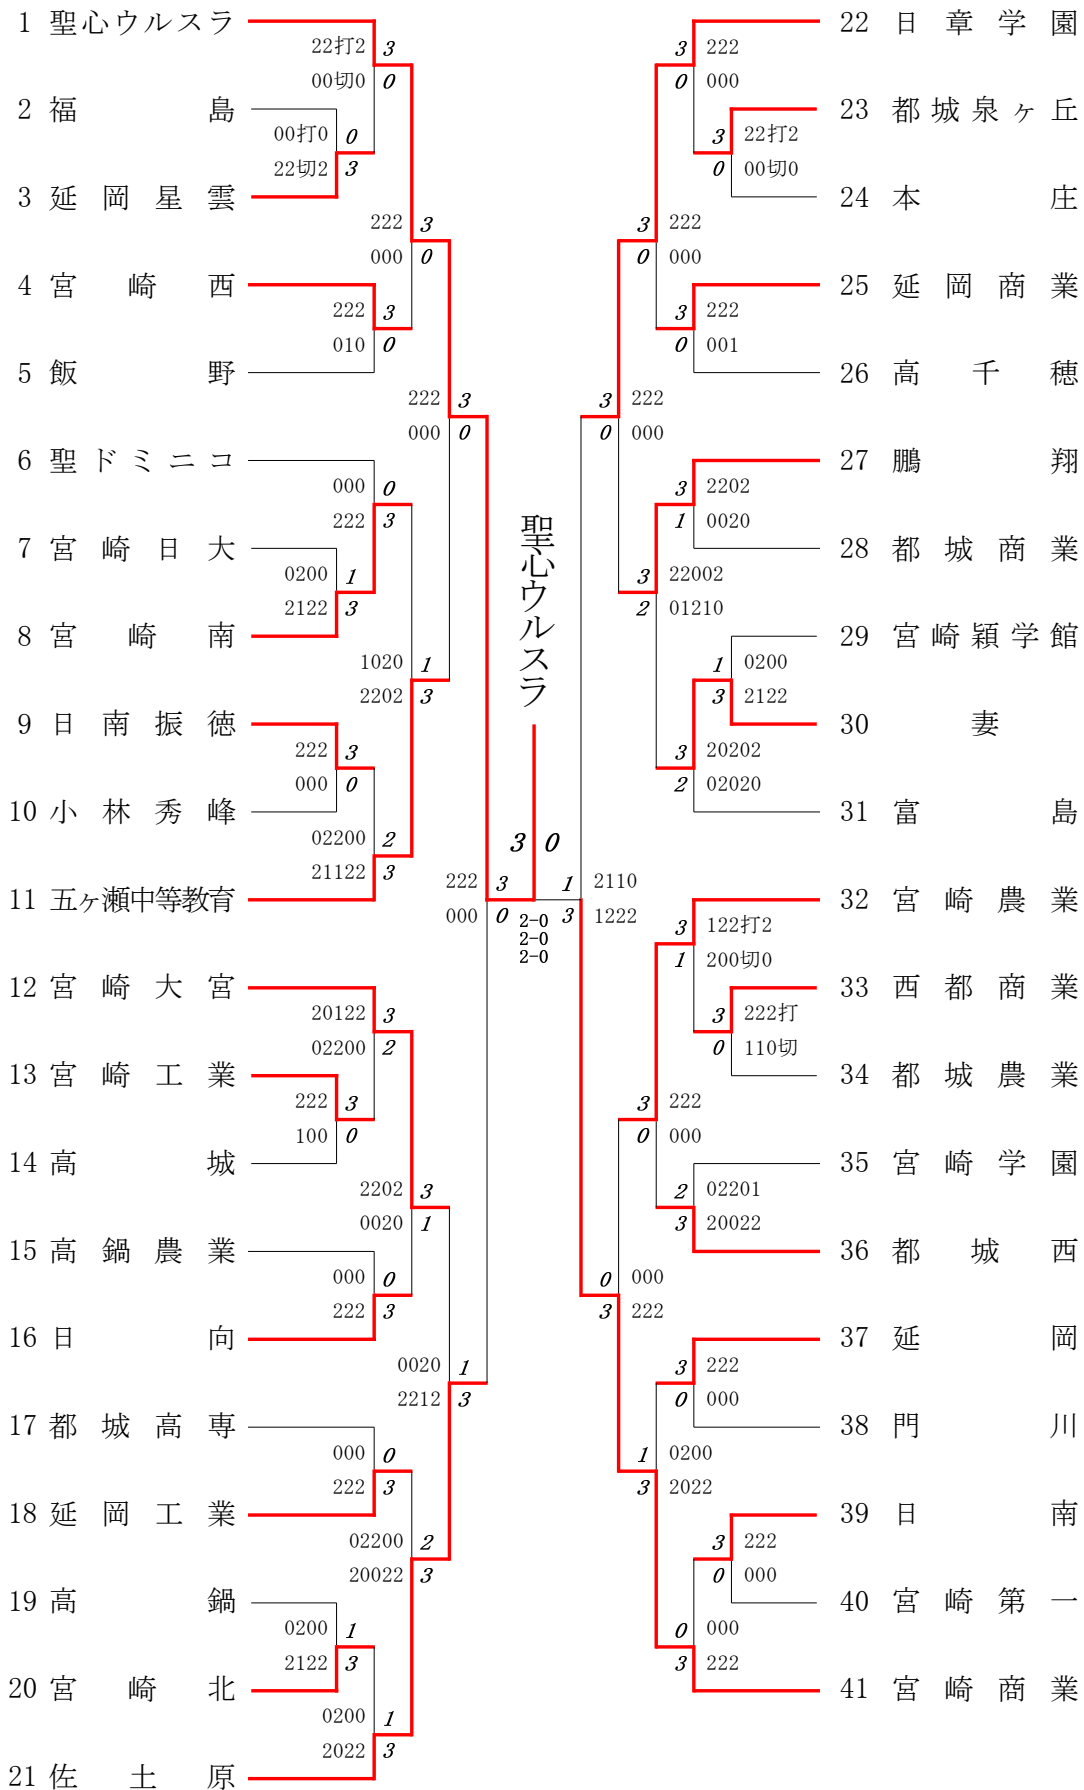 1 聖心ウルスラ
22打2 3
00切0 0
2 福島
00打0 0
22切2 3
3 延岡星雲
222 3
000 0
4 宮崎西
222 3
010 0
5 飯野
222 3
000 0
6 聖ドミニコ
000 0
222 3
7 宮崎日大
0200 1
2122 3
8 宮崎南
1020 1
2202 3
9 日南振徳
222 3
000 0
10 小林秀峰
02200 2
21122 3
11 五ヶ瀬中等教育
222 3
000 0
12 宮崎大宮
20122 3
02200 2
13 宮崎工業
222 3
100 0
14 高城
2202 3
0020 1
15 高鍋農業
000 0
222 3
16 日向
0020 1
2212 3
17 都城高専
000 0
222 3
18 延岡工業
02200 2
20022 3
19 高鍋
0200 1
2122 3
20 宮崎北
0200 1
2022 3
21 佐土原
聖心ウルスラ
3 0
2-0
2-0
2-0
22 日章学園
3 222
0 000
23 都城泉ヶ丘
3 22打2
0 00切0
24 本庄
3 222
0 000
25 延岡商業
3 222
0 001
26 高千穂
3 222
0 000
27 鵬翔
3 2202
1 0020
28 都城商業
3 22002
2 01210
29 宮崎穎学館
1 0200
3 2122
30 妻
3 20202
2 02020
31 富島
1 2110
3 1222
32 宮崎農業
3 122打2
1 200切0
33 西都商業
3 222打
0 110切
34 都城農業
3 222
0 000
35 宮崎学園
2 02201
3 20022
36 都城西
0 000
3 222
37 延岡
3 222
0 000
38 門川
1 0200
3 2022
39 日南
3 222
0 000
40 宮崎第一
0 000
3 222
41 宮崎商業